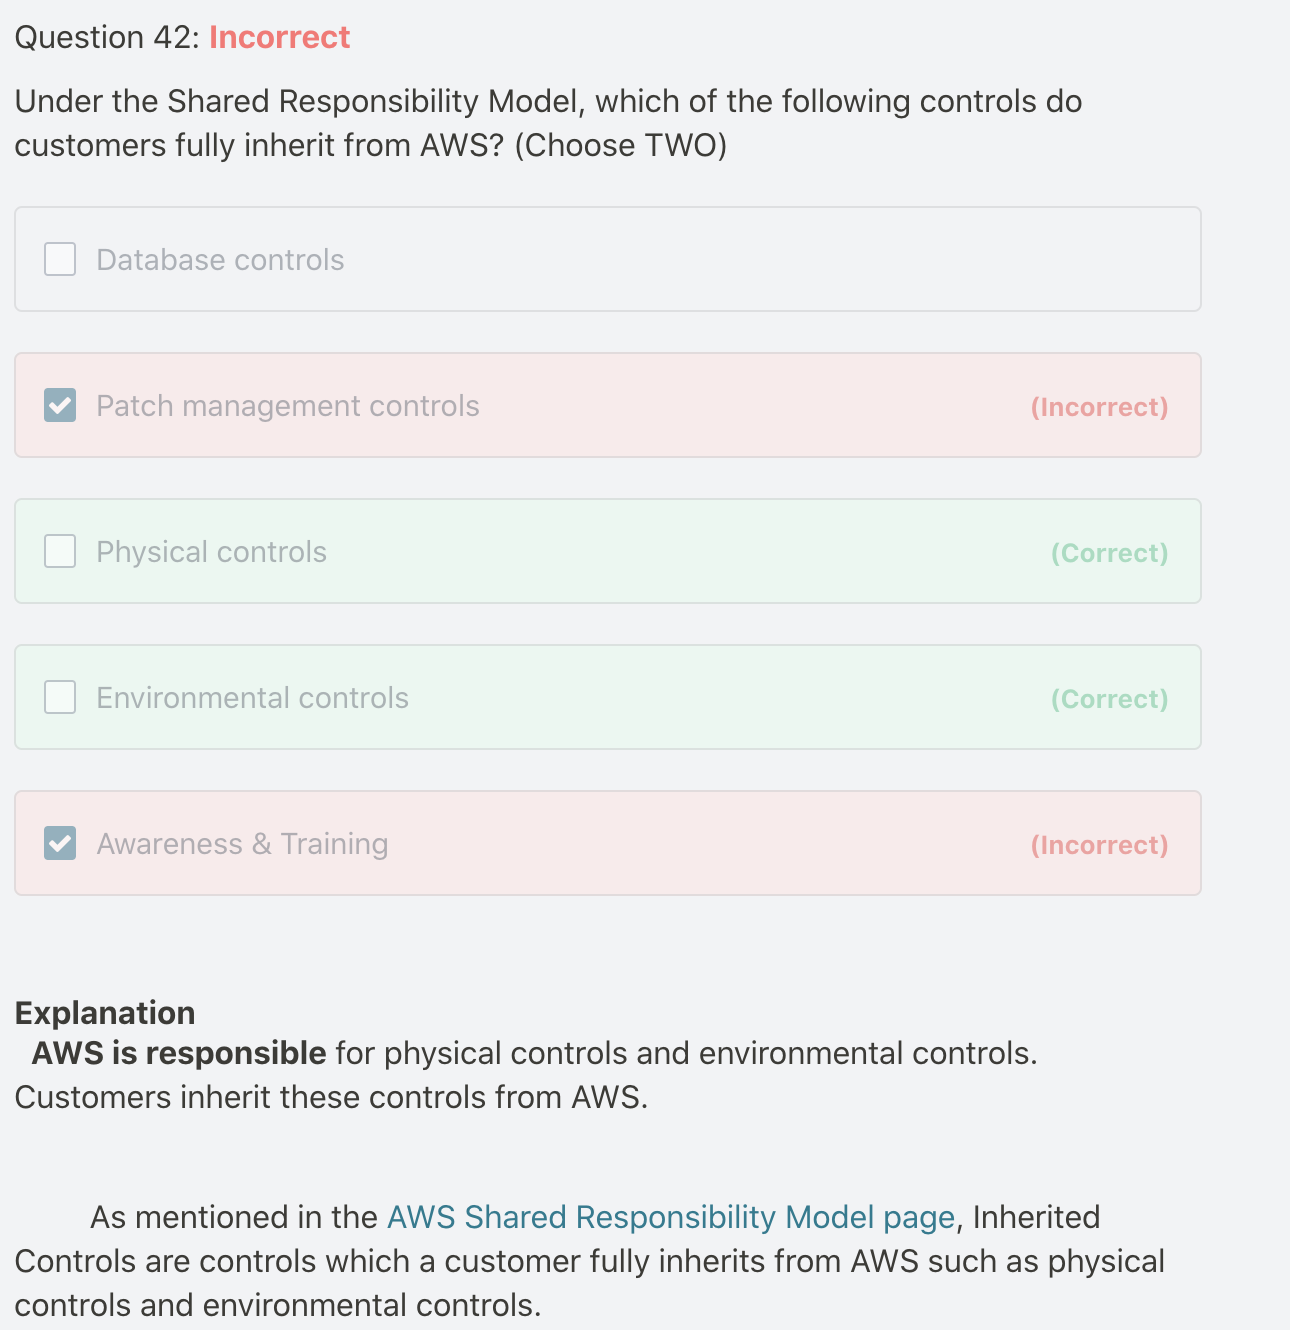 Question 42: Incorrect
Under the Shared Responsibility Model, which of the following controls do
customers fully inherit from AWS? (Choose TWO)
Database controls
Patch management controls (Incorrect)
Physical controls (Correct)
Environmental controls (Correct)
Awareness & Training (Incorrect)
Explanation
AWS is responsible for physical controls and environmental controls.
Customers inherit these controls from AWS.
As mentioned in the AWS Shared Responsibility Model page, Inherited
Controls are controls which a customer fully inherits from AWS such as physical
controls and environmental controls.